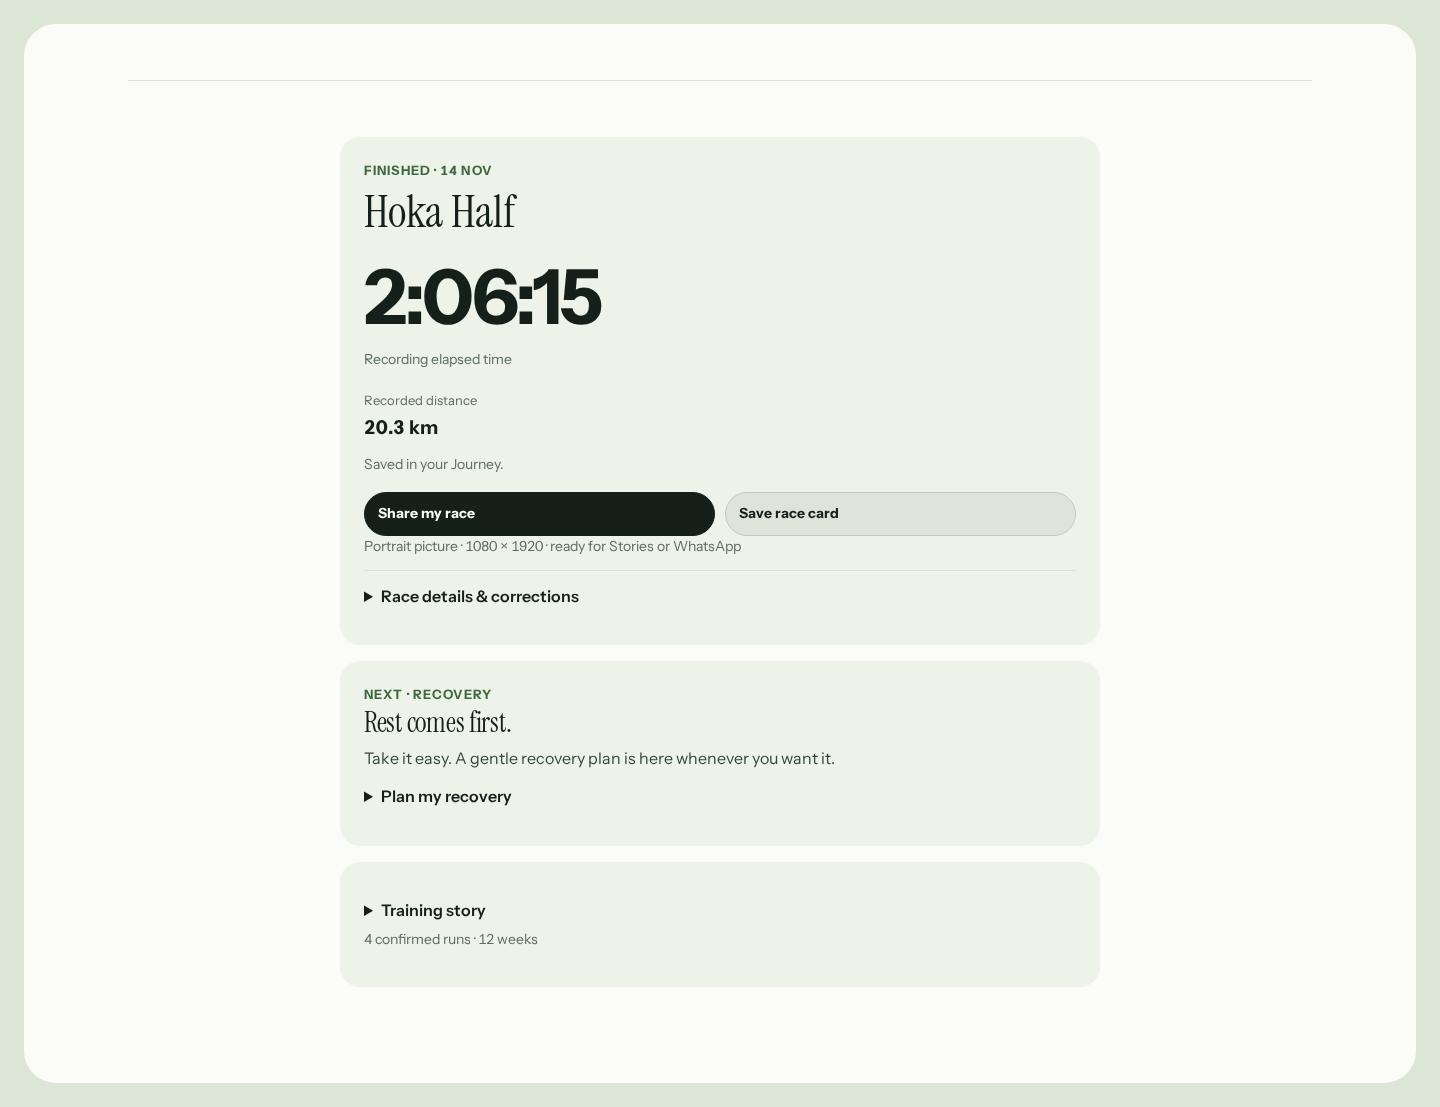 FINISHED · 14 NOV
Hoka Half
2:06:15
Recording elapsed time
Recorded distance
20.3 km
Saved in your Journey.
Share my race
Save race card
Portrait picture · 1080 × 1920 · ready for Stories or WhatsApp
Race details & corrections
NEXT · RECOVERY
Rest comes first.
Take it easy. A gentle recovery plan is here whenever you want it.
Plan my recovery
Training story
4 confirmed runs · 12 weeks